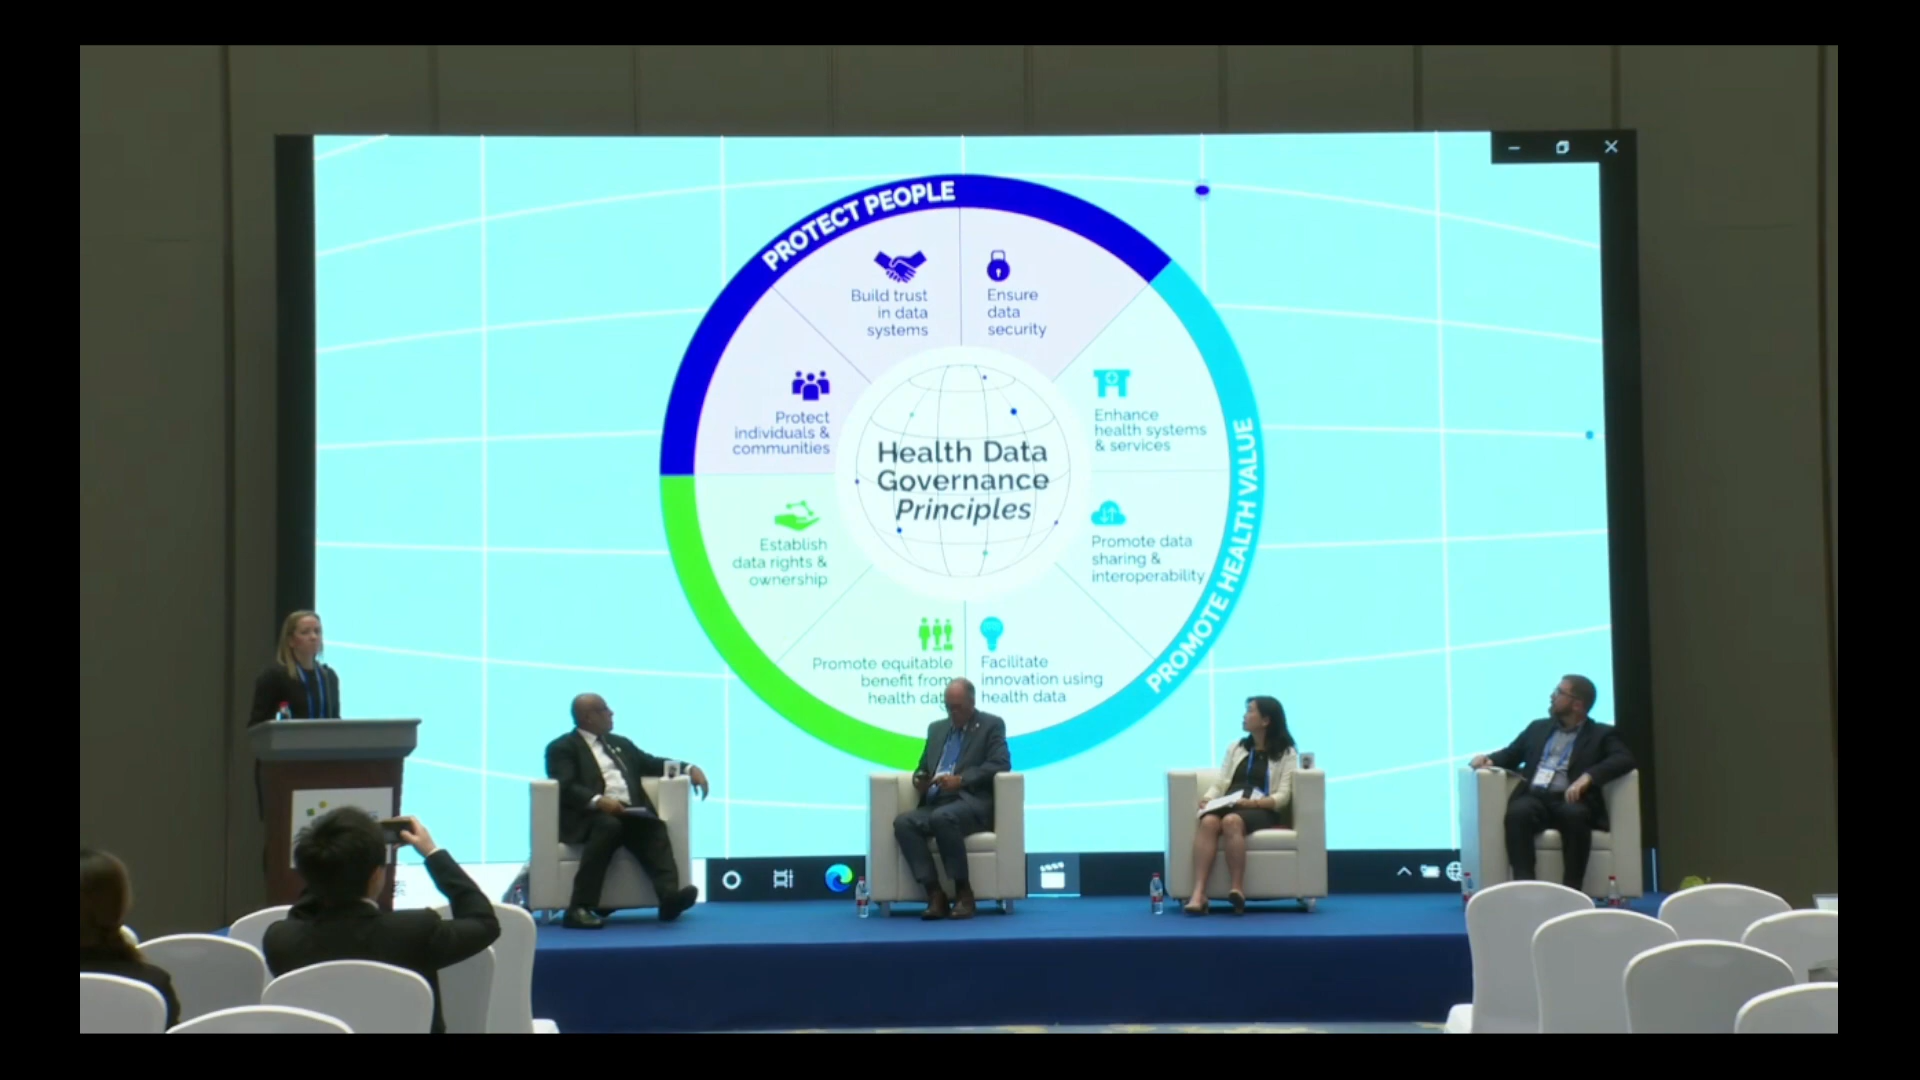 PROTECT PEOPLE
Build trust
in data
systems
Ensure
data
security
Protect
individuals &
communities
Enhance
health systems
& services
Health Data
Governance
Principles
PROMOTE HEALTH VALUE
Establish
data rights &
ownership
Promote data
sharing &
interoperability
Promote equitable
benefit from
health
Facilitate
innovation using
health data